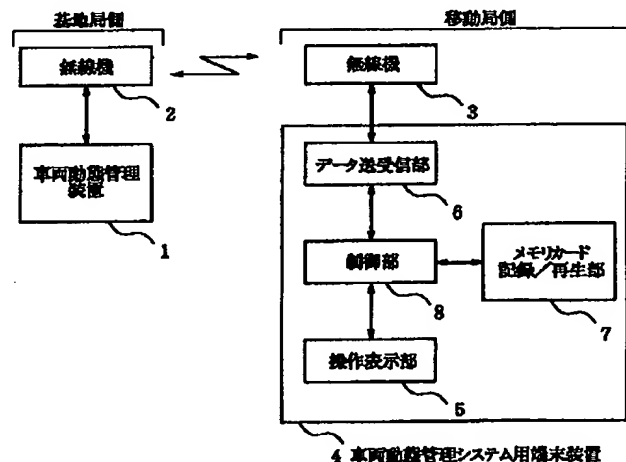 基地局側
移動局側
無線機
無線機
2
3
車両動態管理
装置
1
データ送受信部
6
制御部
8
メモリカード
記録/再生部
7
操作表示部
5
4 車両動態管理システム用端末装置